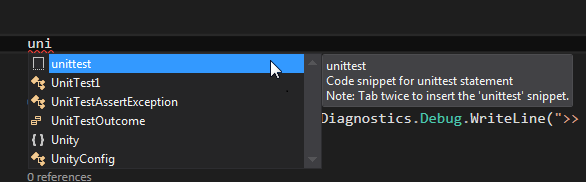 uni
unittest
UnitTest1
UnitTestAssertException
UnitTestOutcome
{ } Unity
UnityConfig
unittest
Code snippet for unittest statement
Note: Tab twice to insert the 'unittest' snippet.
Diagnostics.Debug.WriteLine(">>
0 references